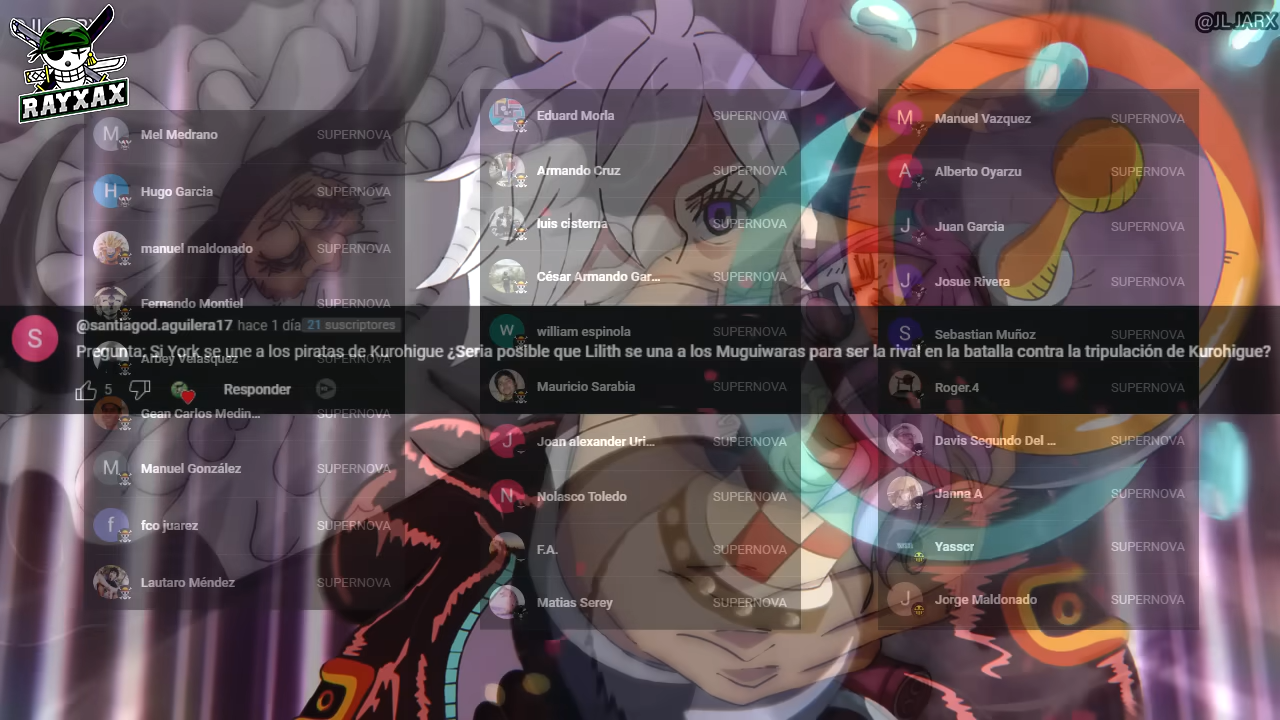 @JL.JARX
RAYXAX
Mel Medrano SUPERNOVA
H Hugo Garcia SUPERNOVA
manuel maldonado SUPERNOVA
Fernando Montiel SUPERNOVA
Arbey Velasquez
Gean Carlos Medin... SUPERNOVA
M Manuel González SUPERNOVA
f fco juarez SUPERNOVA
Lautaro Méndez SUPERNOVA
Eduard Morla SUPERNOVA
Armando Cruz SUPERNOVA
luis cisterna SUPERNOVA
César Armando Gar... SUPERNOVA
W william espinola SUPERNOVA
Mauricio Sarabia SUPERNOVA
J Joan alexander Uri... SUPERNOVA
N Nolasco Toledo SUPERNOVA
F.A. SUPERNOVA
Matias Serey SUPERNOVA
M Manuel Vazquez SUPERNOVA
A Alberto Oyarzu SUPERNOVA
J Juan Garcia SUPERNOVA
J Josue Rivera SUPERNOVA
S Sebastian Muñoz SUPERNOVA
Roger.4 SUPERNOVA
Davis Segundo Del ... SUPERNOVA
Janna A SUPERNOVA
Yasscr SUPERNOVA
J Jorge Maldonado SUPERNOVA
S
@santiagod.aguilera17 hace 1 día 21 suscriptores
Pregunta: Si York se une a los piratas de Kurohigue ¿Seria posible que Lilith se una a los Muguiwaras para ser la rival en la batalla contra la tripulación de Kurohigue?
5 Responder